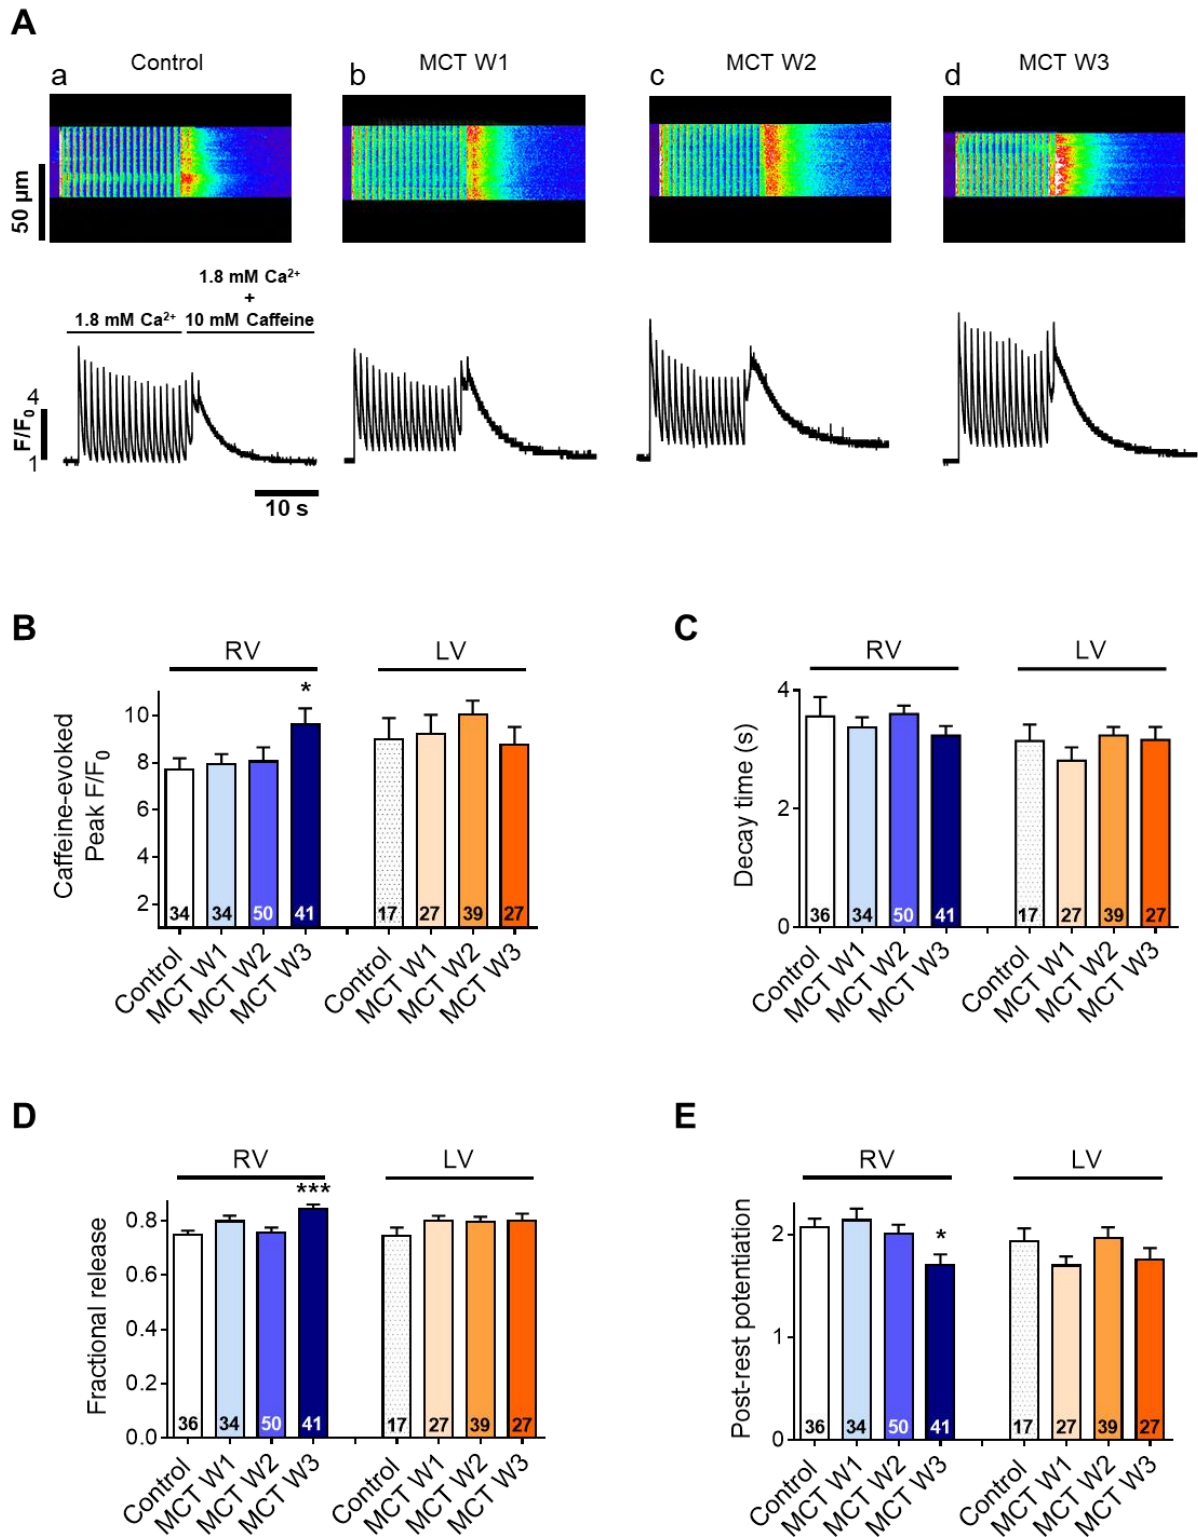 A
Control
MCT W1
MCT W2
MCT W3
a
b
c
d
50 µm
1.8 mM Ca²⁺
+
1.8 mM Ca²⁺
10 mM Caffeine
4
F/F₀
1
10 s
B
RV
LV
*
Caffeine-evoked
Peak F/F₀
10
8
6
4
2
34
34
50
41
17
27
39
27
Control
MCT W1
MCT W2
MCT W3
Control
MCT W1
MCT W2
MCT W3
C
RV
LV
Decay time (s)
4
2
0
36
34
50
41
17
27
39
27
Control
MCT W1
MCT W2
MCT W3
Control
MCT W1
MCT W2
MCT W3
D
RV
LV
***
Fractional release
0.8
0.6
0.4
0.2
0.0
36
34
50
41
17
27
39
27
Control
MCT W1
MCT W2
MCT W3
Control
MCT W1
MCT W2
MCT W3
E
RV
LV
*
Post-rest potentiation
2
1
0
36
34
50
41
17
27
39
27
Control
MCT W1
MCT W2
MCT W3
Control
MCT W1
MCT W2
MCT W3